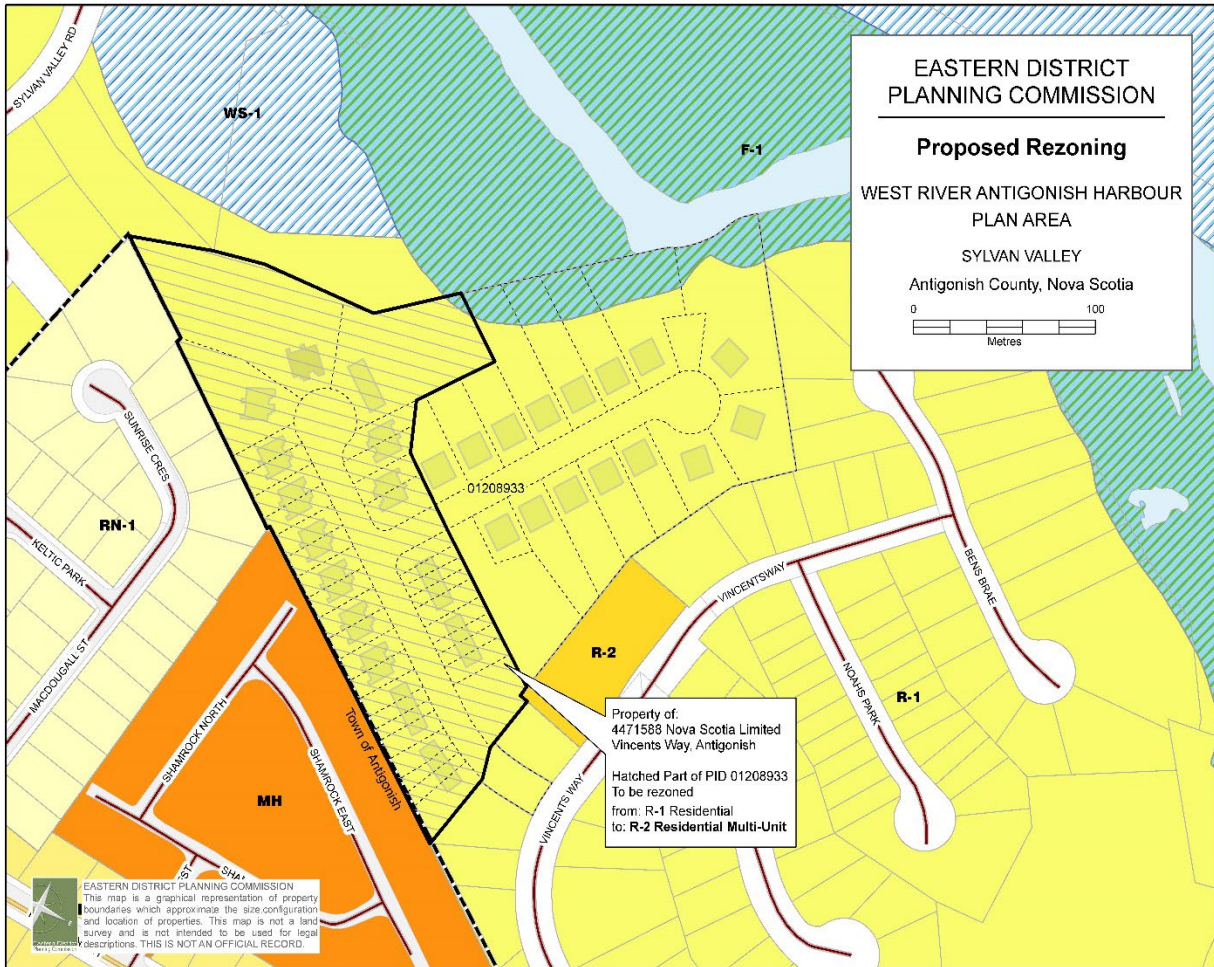 SYLVAN VALLEY RD
WS-1
F-1
EASTERN DISTRICT
PLANNING COMMISSION
Proposed Rezoning
WEST RIVER ANTIGONISH HARBOUR
PLAN AREA
SYLVAN VALLEY
Antigonish County, Nova Scotia
0 100
Metres
SUNRISE CRES
01208933
RN-1
KELTIC PARK
MACDOUGALL ST
VINCENTSWAY
BENS BRAE
NOAHS PARK
R-2
R-1
SHAMROCK NORTH
SHAMROCK EAST
Town of Antigonish
MH
VINCENTS WAY
Property of:
4471588 Nova Scotia Limited
Vincents Way, Antigonish
Hatched Part of PID 01208933
To be rezoned
from: R-1 Residential
to: R-2 Residential Multi-Unit
EASTERN DISTRICT PLANNING COMMISSION
This map is a graphical representation of property
boundaries which approximate the size,configuration
and location of properties. This map is not a land
survey and is not intended to be used for legal
descriptions. THIS IS NOT AN OFFICIAL RECORD.
Eastern District
Planning Commission